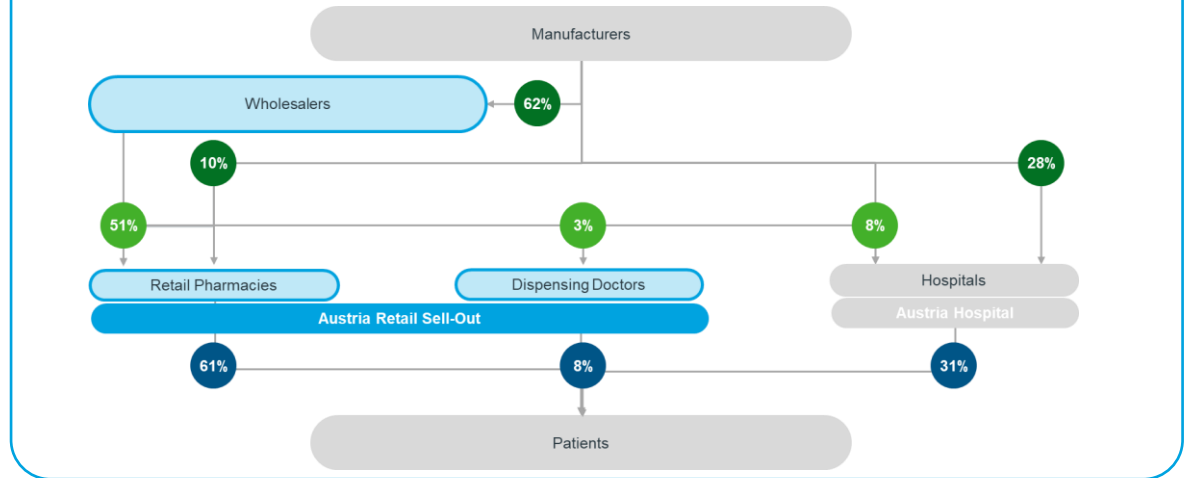 Manufacturers
Wholesalers
62%
10%
28%
51%
3%
8%
Retail Pharmacies
Dispensing Doctors
Hospitals
Austria Retail Sell-Out
Austria Hospital
61%
8%
31%
Patients